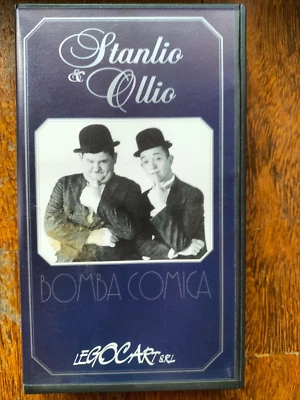 Stanlio
&
Ollio
BOMBA COMICA
LEGOCART S.R.L.